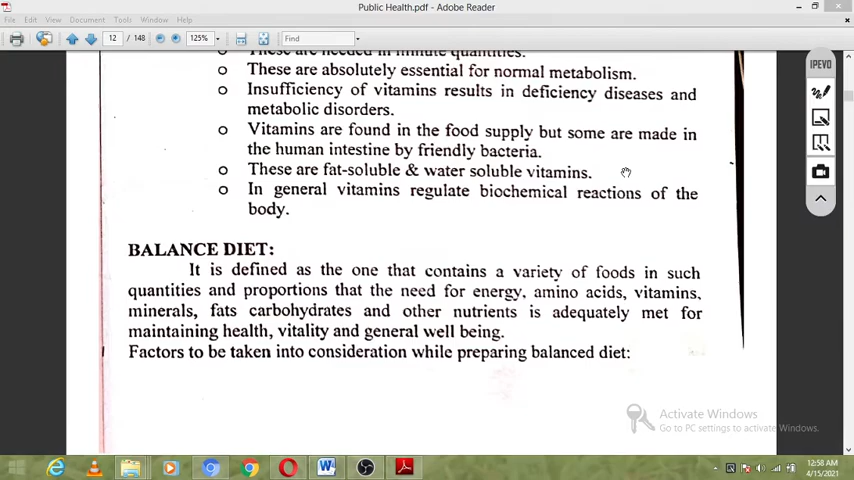 Public Health.pdf - Adobe Reader
File Edit View Document Tools Window Help
12 / 148 125% Find
These are needed in minute quantities.
o These are absolutely essential for normal metabolism.
o Insufficiency of vitamins results in deficiency diseases and
metabolic disorders.
o Vitamins are found in the food supply but some are made in
the human intestine by friendly bacteria.
o These are fat-soluble & water soluble vitamins.
o In general vitamins regulate biochemical reactions of the
body.
BALANCE DIET:
It is defined as the one that contains a variety of foods in such
quantities and proportions that the need for energy, amino acids, vitamins,
minerals, fats carbohydrates and other nutrients is adequately met for
maintaining health, vitality and general well being.
Factors to be taken into consideration while preparing balanced diet:
IPEVO
Activate Windows
Go to PC settings to activate Windows.
12:58 AM
4/15/2021